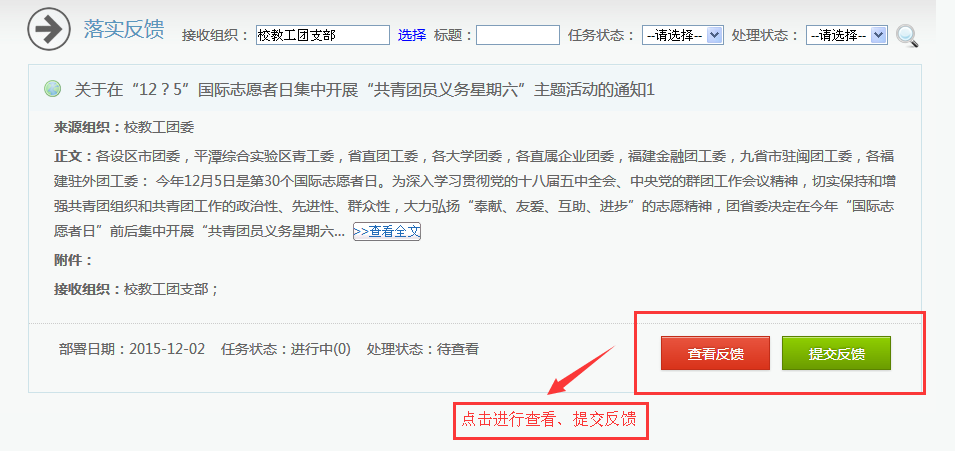 落实反馈 接收组织： 校教工团支部 选择 标题： 任务状态： --请选择-- 处理状态： --请选择--
关于在“12？5”国际志愿者日集中开展“共青团员义务星期六”主题活动的通知1
来源组织：校教工团委
正文：各设区市团委，平潭综合实验区青工委，省直团工委，各大学团委，各直属企业团委，福建金融团工委，九省市驻闽团工委，各福
建驻外团工委： 今年12月5日是第30个国际志愿者日。为深入学习贯彻党的十八届五中全会、中央党的群团工作会议精神，切实保持和增
强共青团组织和共青团工作的政治性、先进性、群众性，大力弘扬“奉献、友爱、互助、进步”的志愿精神，团省委决定在今年“国际志
愿者日”前后集中开展“共青团员义务星期六... >>查看全文
附件：
接收组织：校教工团支部；
部署日期：2015-12-02 任务状态：进行中(0) 处理状态：待查看 查看反馈 提交反馈
点击进行查看、提交反馈